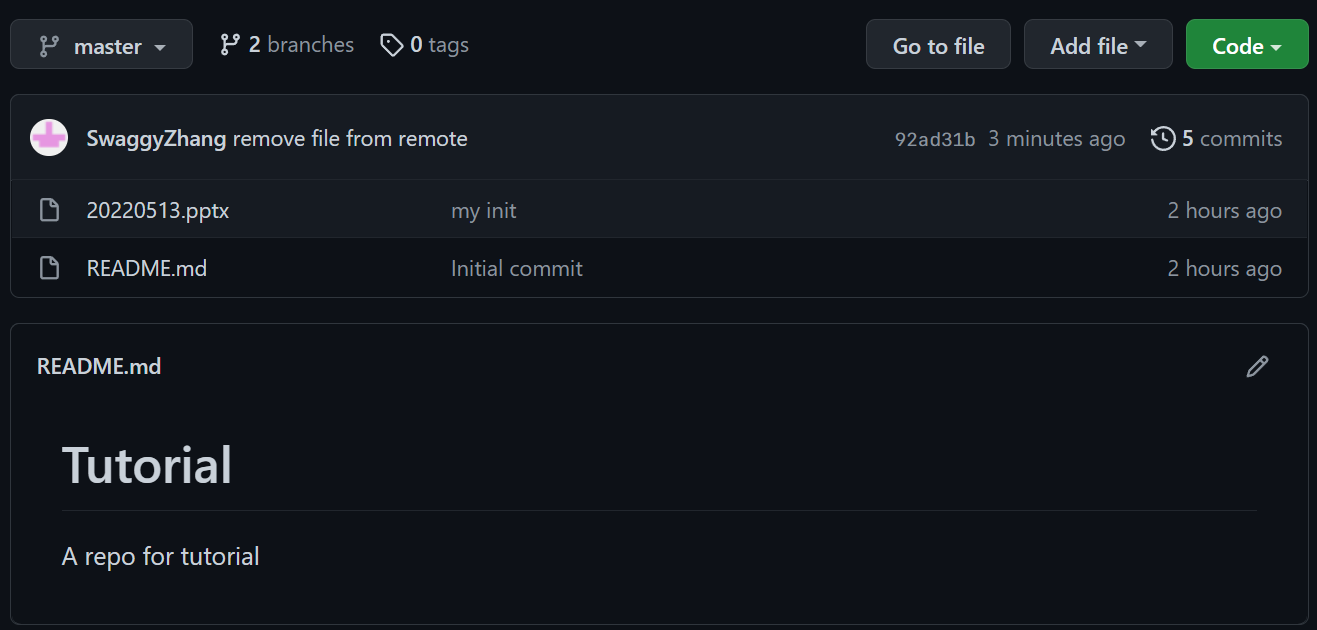 master 2 branches 0 tags Go to file Add file Code
SwaggyZhang remove file from remote 92ad31b 3 minutes ago 5 commits
20220513.pptx my init 2 hours ago
README.md Initial commit 2 hours ago
README.md
Tutorial
A repo for tutorial